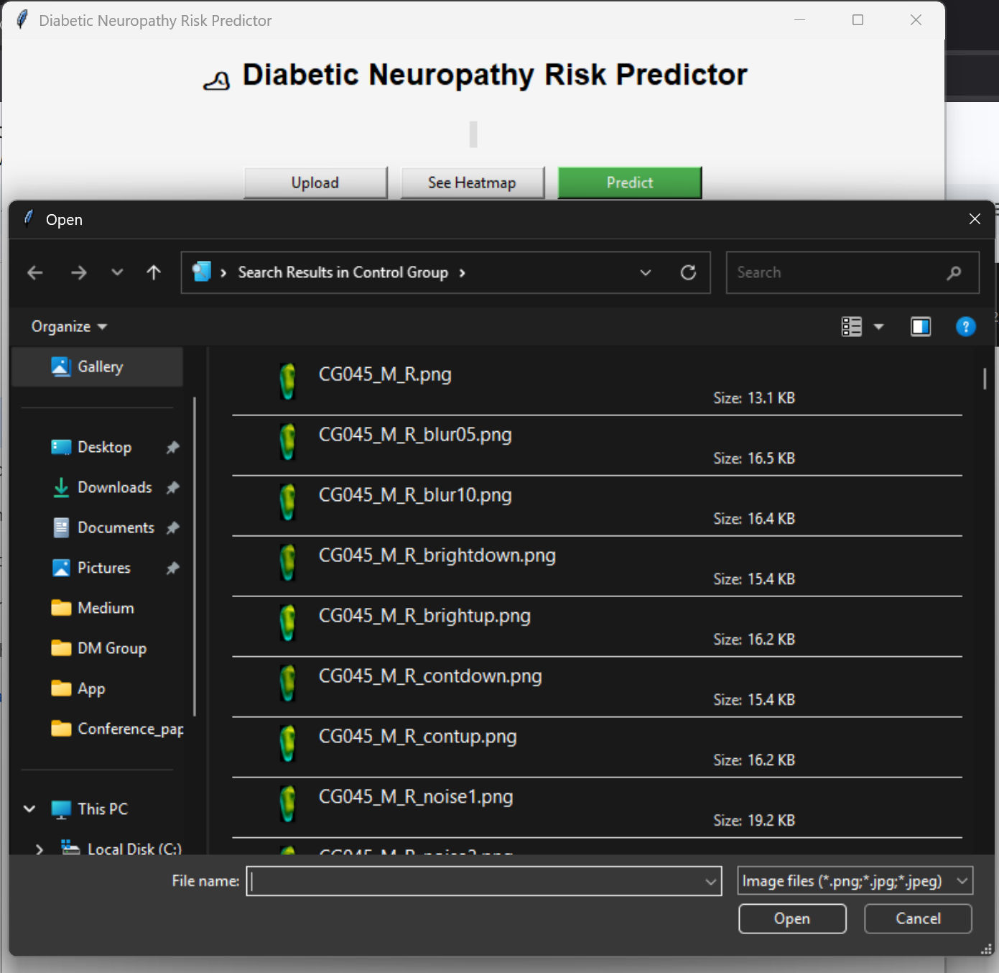 Diabetic Neuropathy Risk Predictor
Diabetic Neuropathy Risk Predictor
Upload See Heatmap Predict
Open
Search Results in Control Group
Search
Organize
Gallery
Desktop
Downloads
Documents
Pictures
Medium
DM Group
App
Conference_pap
This PC
Local Disk (C:)
CG045_M_R.png
Size: 13.1 KB
CG045_M_R_blur05.png
Size: 16.5 KB
CG045_M_R_blur10.png
Size: 16.4 KB
CG045_M_R_brightdown.png
Size: 15.4 KB
CG045_M_R_brightup.png
Size: 16.2 KB
CG045_M_R_contdown.png
Size: 15.4 KB
CG045_M_R_contup.png
Size: 16.2 KB
CG045_M_R_noise1.png
Size: 19.2 KB
File name:
Image files (*.png;*.jpg;*.jpeg)
Open Cancel